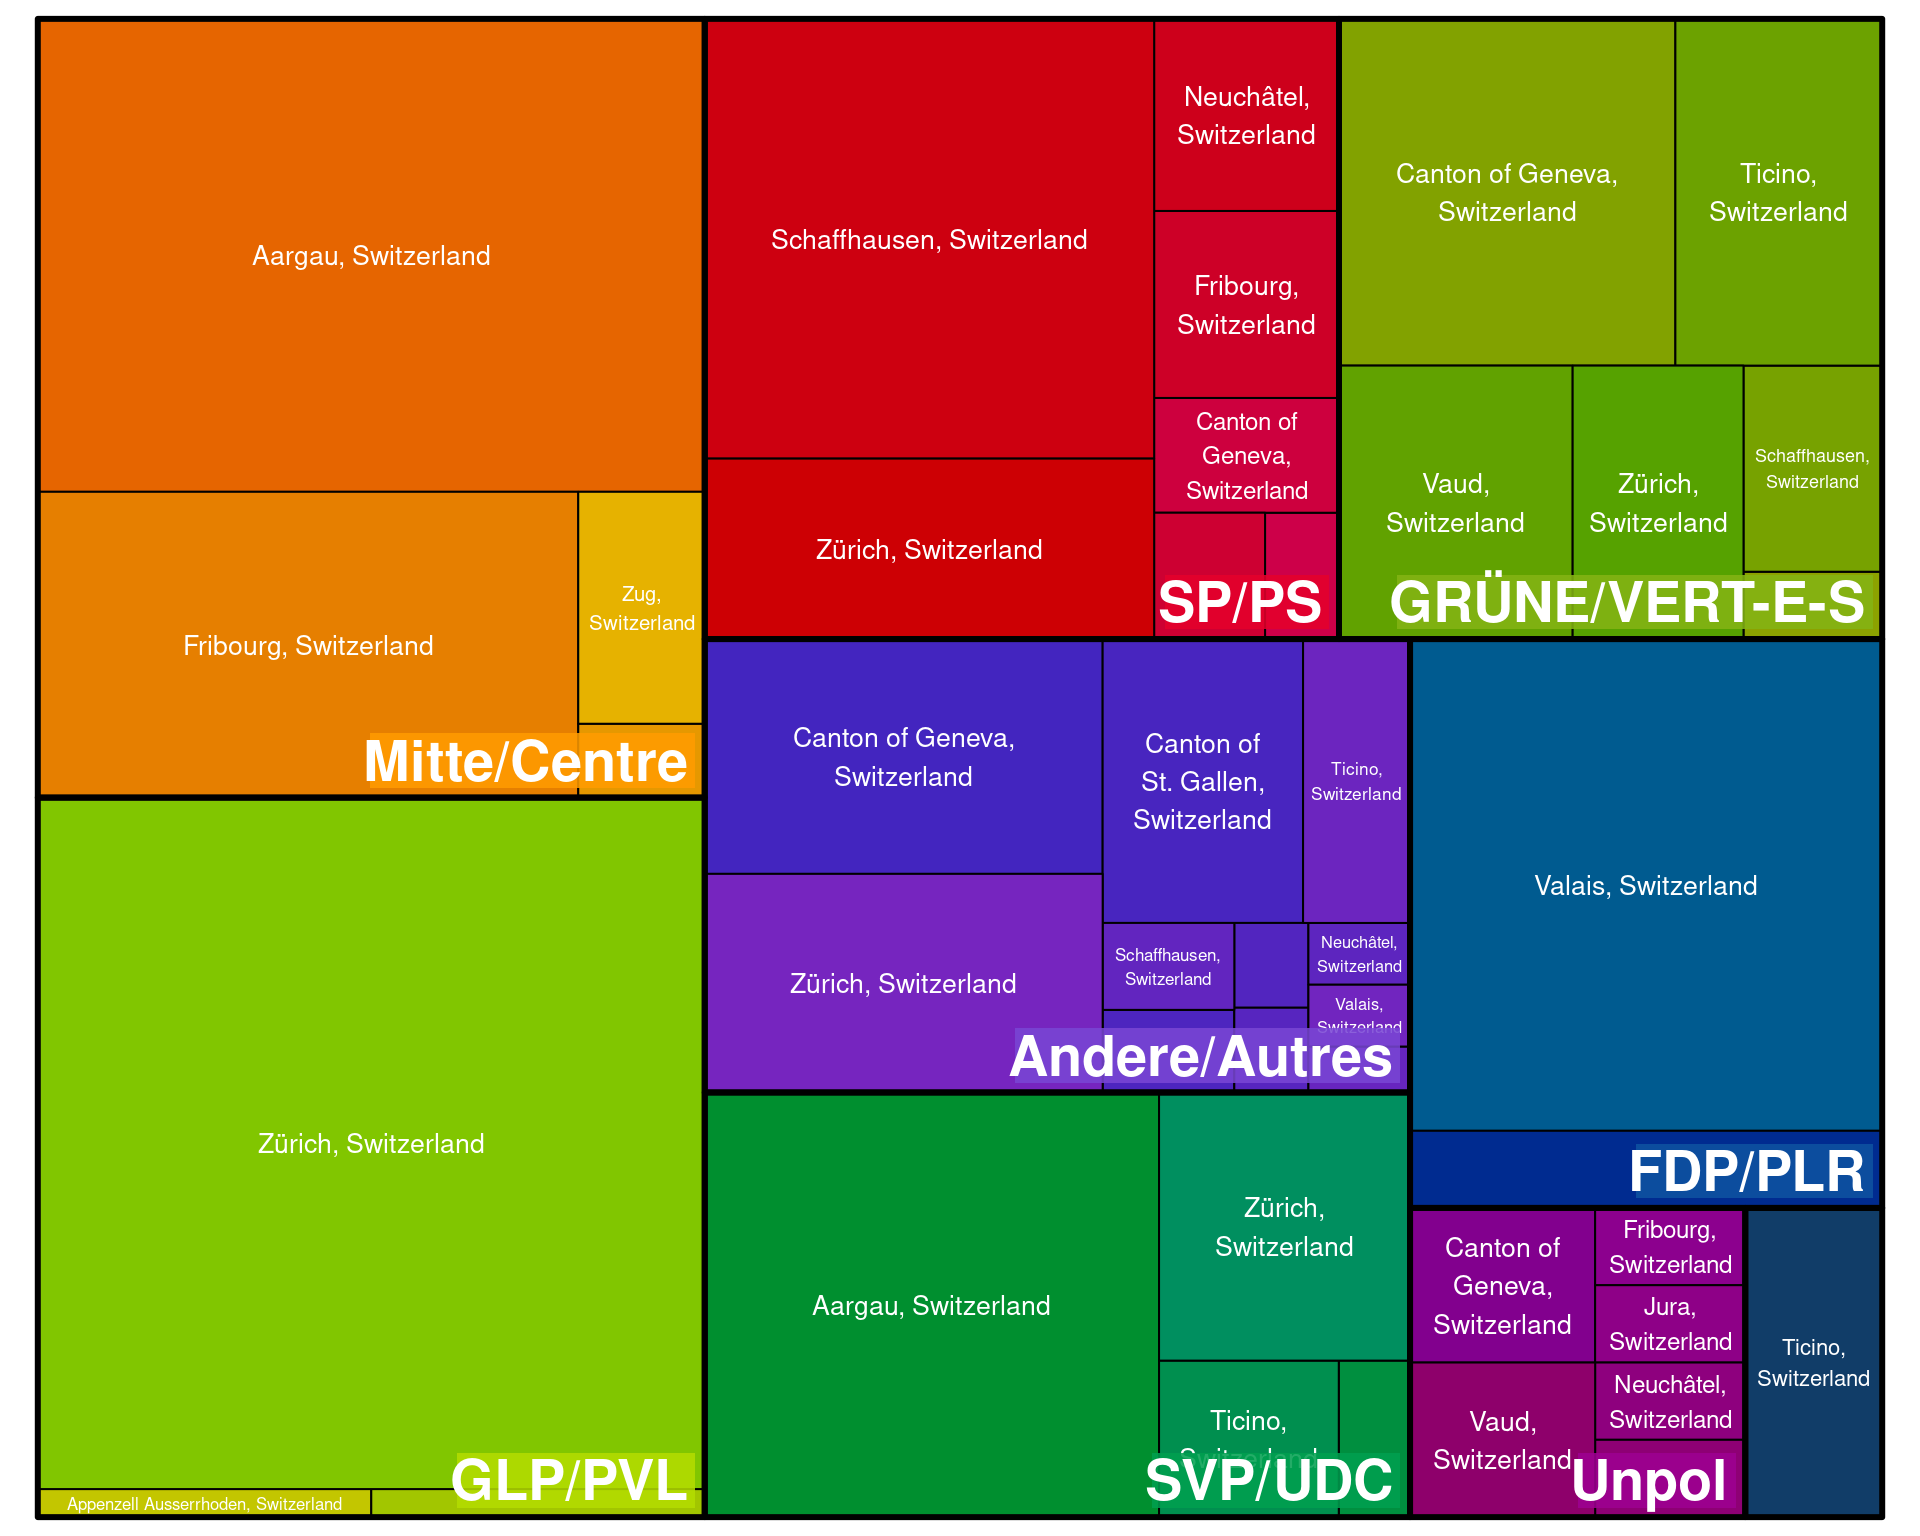 Aargau, Switzerland
Fribourg, Switzerland
Zug,
Switzerland
Mitte/Centre
Zürich, Switzerland
Appenzell Ausserrhoden, Switzerland
GLP/PVL
Schaffhausen, Switzerland
Zürich, Switzerland
Neuchâtel,
Switzerland
Fribourg,
Switzerland
Canton of
Geneva,
Switzerland
SP/PS
Canton of Geneva,
Switzerland
Ticino,
Switzerland
Vaud,
Switzerland
Zürich,
Switzerland
Schaffhausen,
Switzerland
GRÜNE/VERT-E-S
Canton of Geneva,
Switzerland
Zürich, Switzerland
Canton of
St. Gallen,
Switzerland
Ticino,
Switzerland
Schaffhausen,
Switzerland
Neuchâtel,
Switzerland
Valais,
Switzerland
Andere/Autres
Aargau, Switzerland
Zürich,
Switzerland
Ticino,
Switzerland
SVP/UDC
Valais, Switzerland
FDP/PLR
Canton of
Geneva,
Switzerland
Vaud,
Switzerland
Fribourg,
Switzerland
Jura,
Switzerland
Neuchâtel,
Switzerland
Unpol
Ticino,
Switzerland